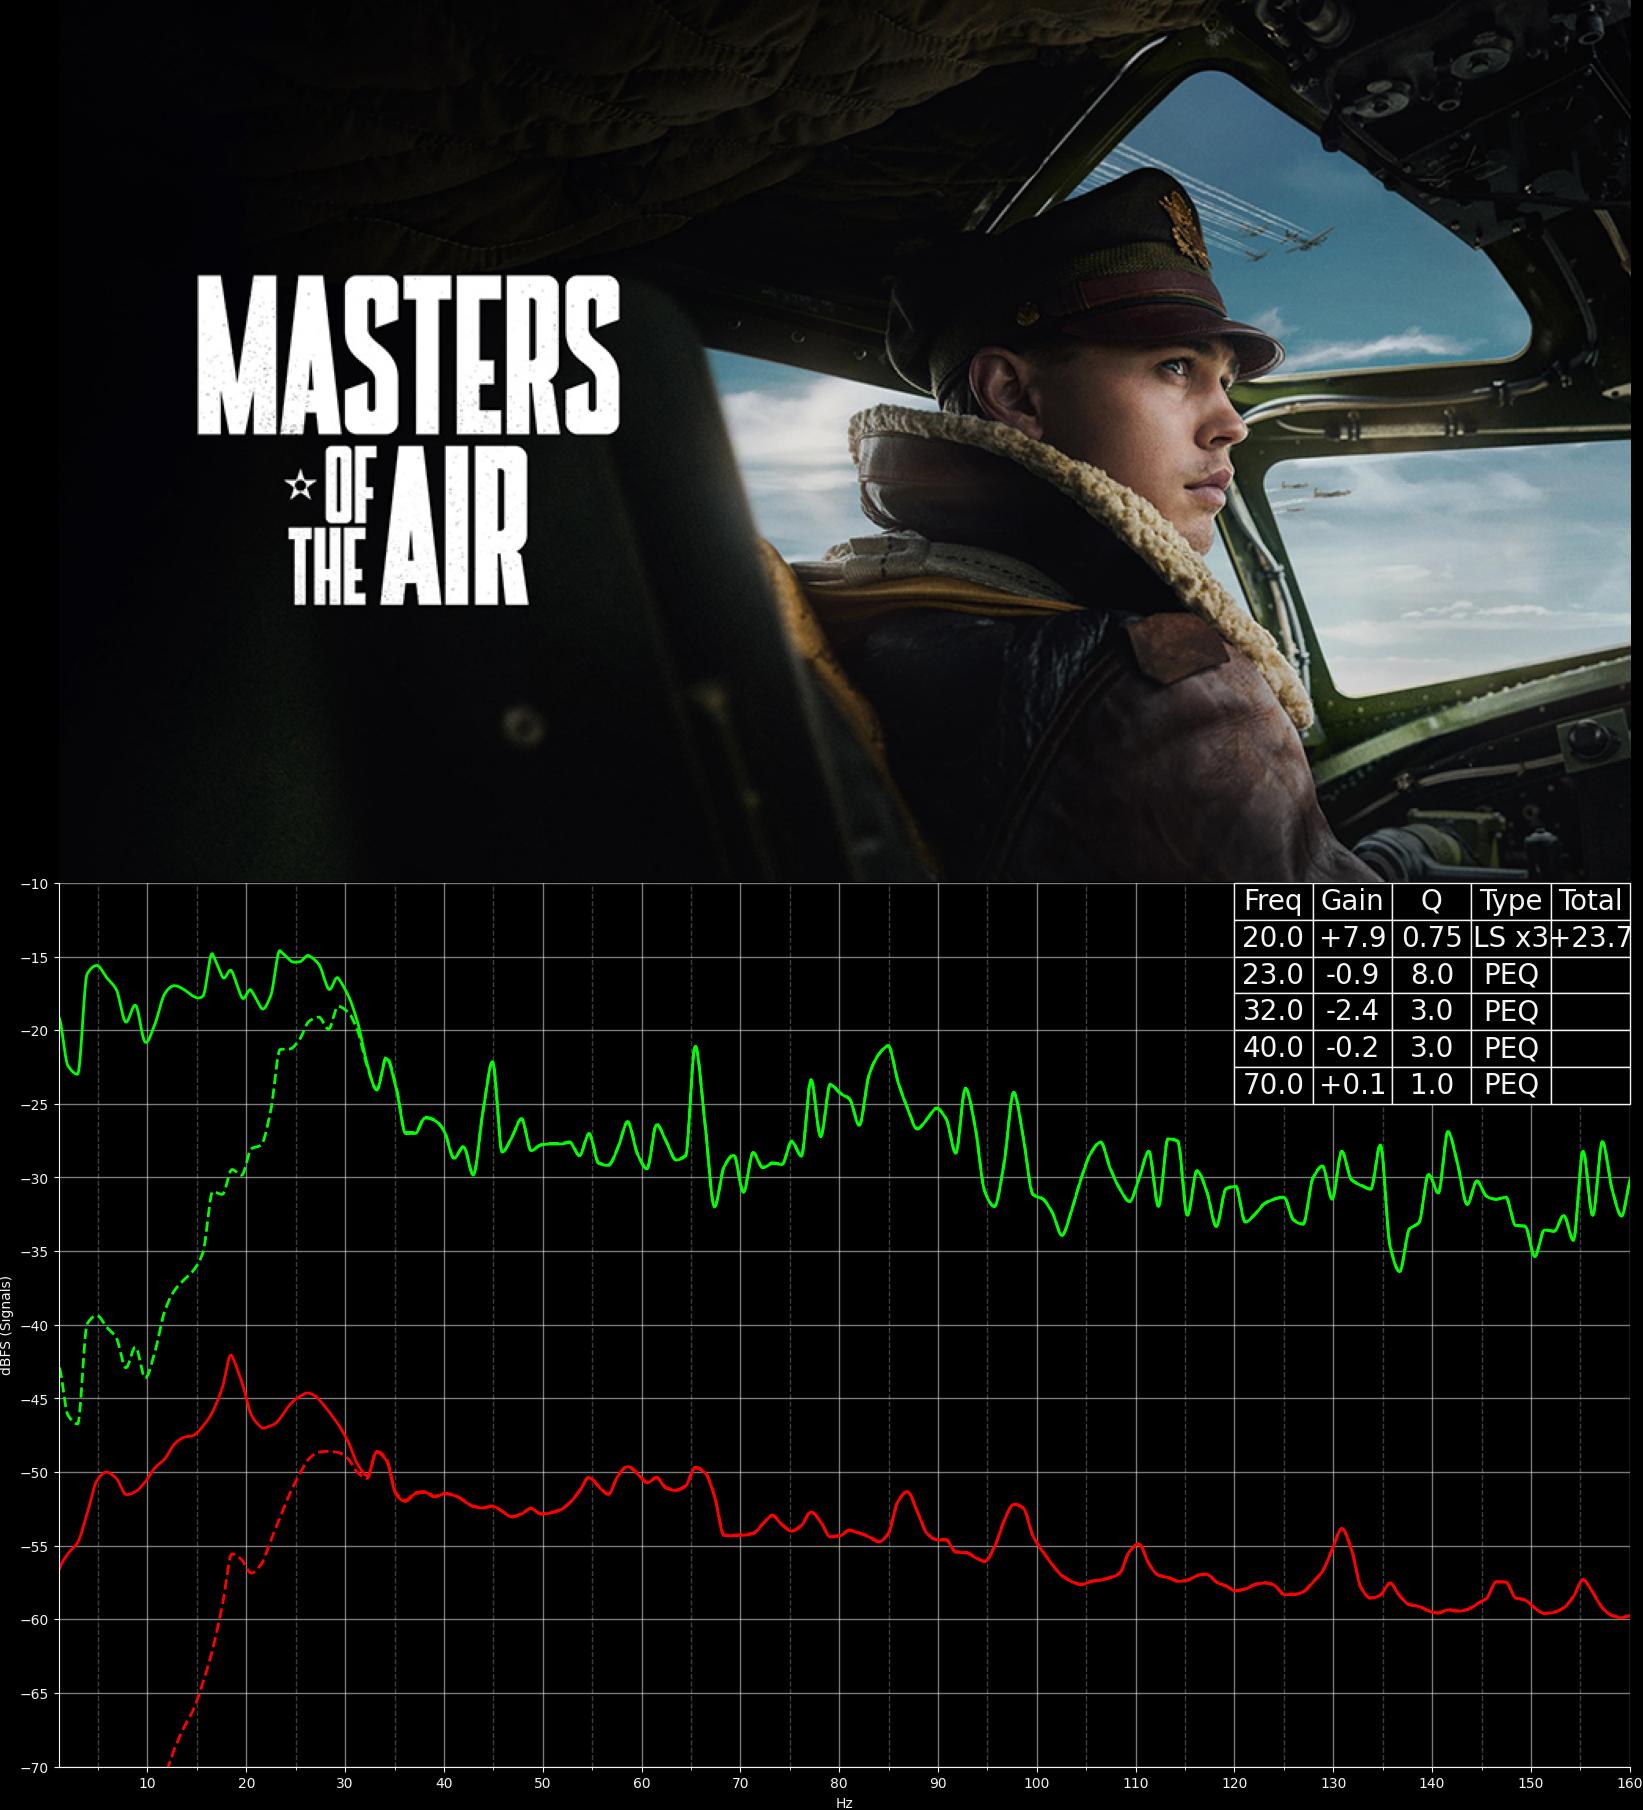 MASTERS
OF
THE AIR
Freq Gain Q Type Total
20.0 +7.9 0.75 LS x3 +23.7
23.0 -0.9 8.0 PEQ
32.0 -2.4 3.0 PEQ
40.0 -0.2 3.0 PEQ
70.0 +0.1 1.0 PEQ
−10
−15
−20
−25
−30
−35
−40
−45
−50
−55
−60
−65
−70
dBFS (Signals)
10 20 30 40 50 60 70 80 90 100 110 120 130 140 150 160
Hz